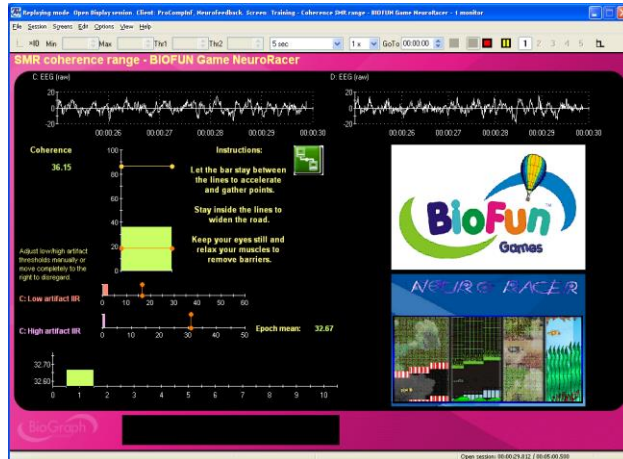 Replaying mode Open Display session. Client: ProCompInf, Neurofeedback. Screen Training - Coherence SMR range - BIOFUN Game NeuroRacer - 1 monitor
File Session Screens Edit Options View Help
×10 Min Max Thr1 Thr2 5 sec 1 x GoTo 00:00:00 1 2 3 4 5
SMR coherence range - BIOFUN Game NeuroRacer
C: EEG (raw) D: EEG (raw)
20 20
0 0
-20 -20
00:00:26 00:00:27 00:00:28 00:00:29 00:00:30 00:00:26 00:00:27 00:00:28 00:00:29 00:00:30
Coherence
36.15
100
80
60
40
20
0
Instructions:
Let the bar stay between
the lines to accelerate
and gather points.
Stay inside the lines to
widen the road.
Keep your eyes still and
relax your muscles to
remove barriers.
BioFun
Games
NEURO RACER
Adjust low/high artifact
thresholds manually or
move completely to the
right to disregard.
C: Low artifact IIR
0 10 20 30 40 50 60
C: High artifact IIR
0 10 20 30 40 50
Epoch mean: 32.67
32.70
32.60
0 1 2 3 4 5 6 7 8 9 10
BioGraph
Open session: 00:00:29.812 / 00:05:00.500